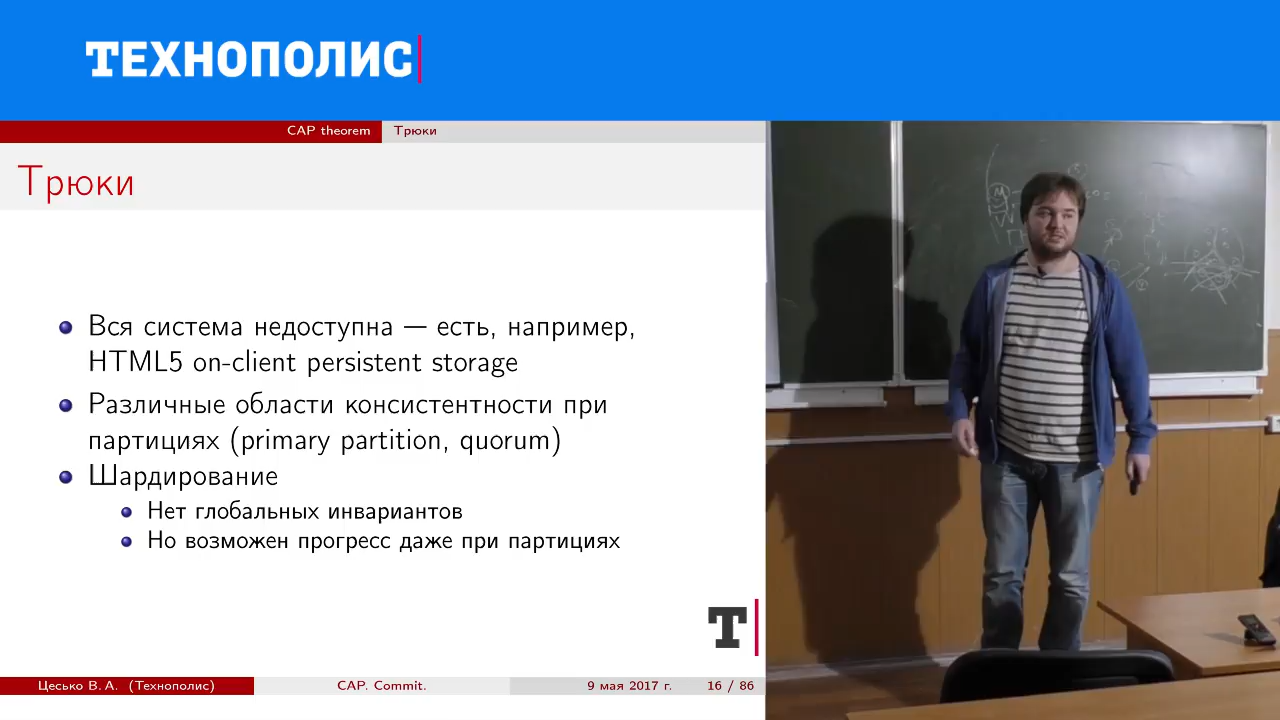 ТЕХНОПОЛИС
CAP theorem Трюки
Трюки
Вся система недоступна — есть, например,
HTML5 on-client persistent storage
Различные области консистентности при
партициях (primary partition, quorum)
Шардирование
Нет глобальных инвариантов
Но возможен прогресс даже при партициях
Т
Цесько В. А. (Технополис) CAP. Commit. 9 мая 2017 г. 16 / 86